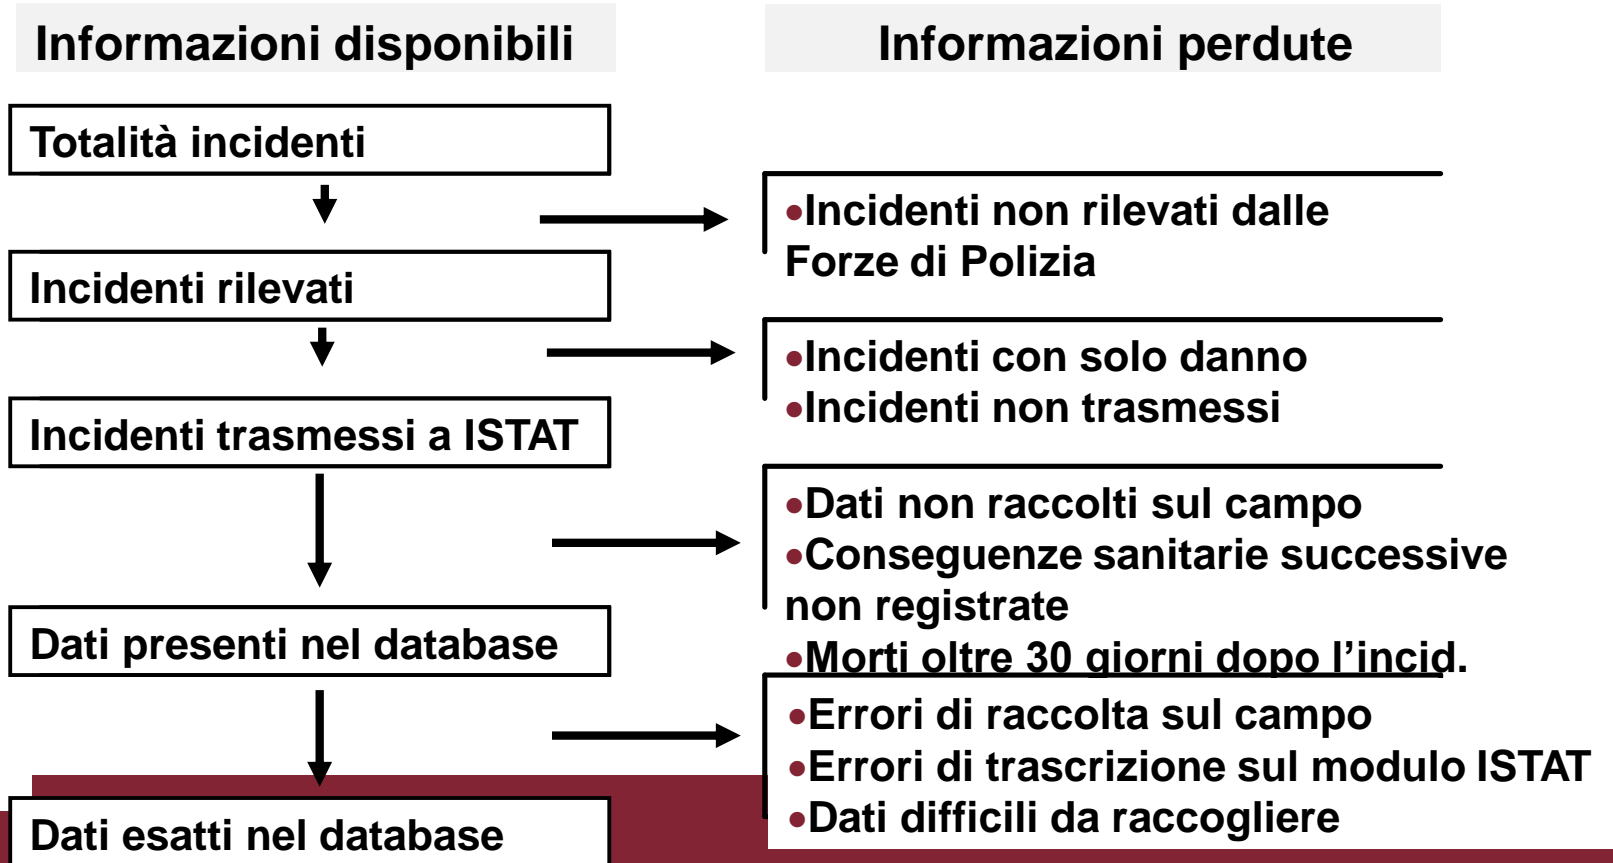 Informazioni disponibili
Informazioni perdute
Totalità incidenti
•Incidenti non rilevati dalle
Forze di Polizia
Incidenti rilevati
•Incidenti con solo danno
•Incidenti non trasmessi
Incidenti trasmessi a ISTAT
•Dati non raccolti sul campo
•Conseguenze sanitarie successive
non registrate
•Morti oltre 30 giorni dopo l’incid.
Dati presenti nel database
•Errori di raccolta sul campo
•Errori di trascrizione sul modulo ISTAT
•Dati difficili da raccogliere
Dati esatti nel database